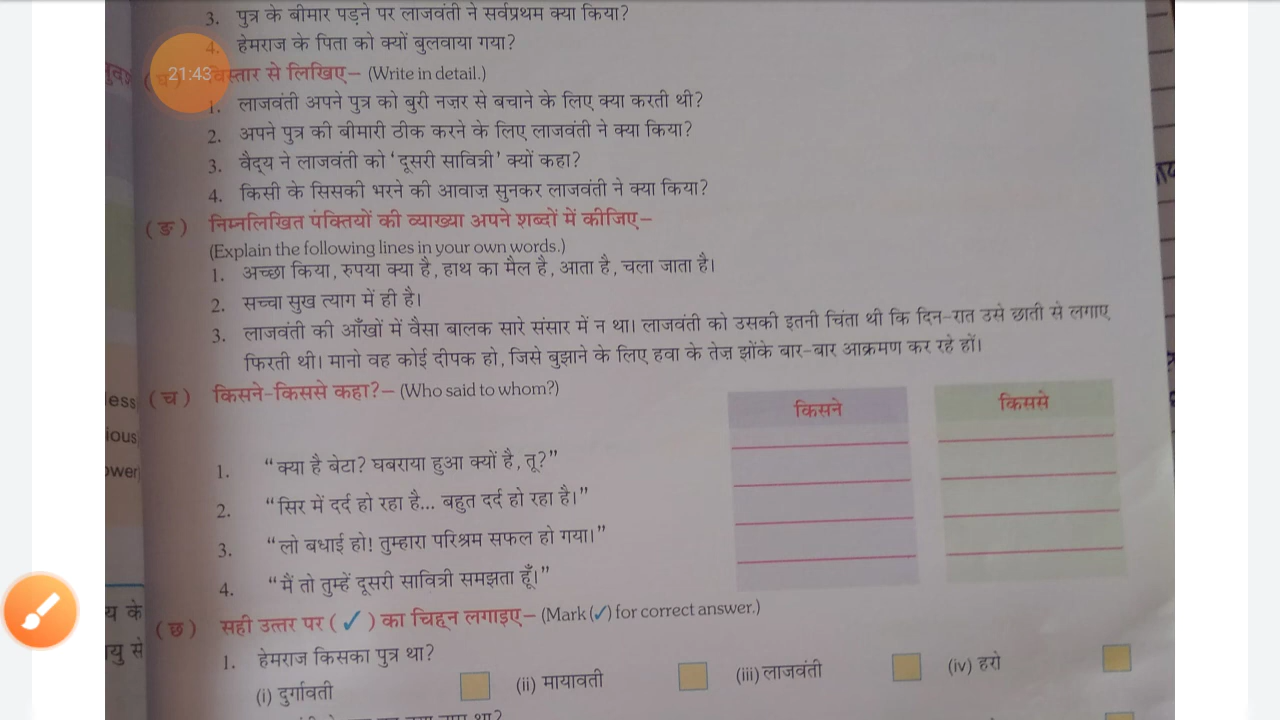 3. पुत्र के बीमार पड़ने पर लाजवंती ने सर्वप्रथम क्या किया?
4. हेमराज के पिता को क्यों बुलवाया गया?
21:43
(घ) विस्तार से लिखिए– (Write in detail.)
1. लाजवंती अपने पुत्र को बुरी नज़र से बचाने के लिए क्या करती थी?
2. अपने पुत्र की बीमारी ठीक करने के लिए लाजवंती ने क्या किया?
3. वैद्य ने लाजवंती को ‘दूसरी सावित्री’ क्यों कहा?
4. किसी के सिसकी भरने की आवाज़ सुनकर लाजवंती ने क्या किया?
(ङ) निम्नलिखित पंक्तियों की व्याख्या अपने शब्दों में कीजिए–
(Explain the following lines in your own words.)
1. अच्छा किया, रुपया क्या है, हाथ का मैल है, आता है, चला जाता है।
2. सच्चा सुख त्याग में ही है।
3. लाजवंती की आँखों में वैसा बालक सारे संसार में न था। लाजवंती को उसकी इतनी चिंता थी कि दिन-रात उसे छाती से लगाए
फिरती थी। मानो वह कोई दीपक हो, जिसे बुझाने के लिए हवा के तेज़ झोंके बार-बार आक्रमण कर रहे हों।
ess
(च) किसने-किससे कहा?– (Who said to whom?)
किसने किससे
ious
1. “क्या है बेटा? घबराया हुआ क्यों है, तू?”
ower
2. “सिर में दर्द हो रहा है... बहुत दर्द हो रहा है।”
3. “लो बधाई हो! तुम्हारा परिश्रम सफल हो गया।”
4. “मैं तो तुम्हें दूसरी सावित्री समझता हूँ।”
य के
(छ) सही उत्तर पर (✓) का चिह्न लगाइए– (Mark (✓) for correct answer.)
यु से
1. हेमराज किसका पुत्र था?
(i) दुर्गावती (ii) मायावती (iii) लाजवंती (iv) हरो